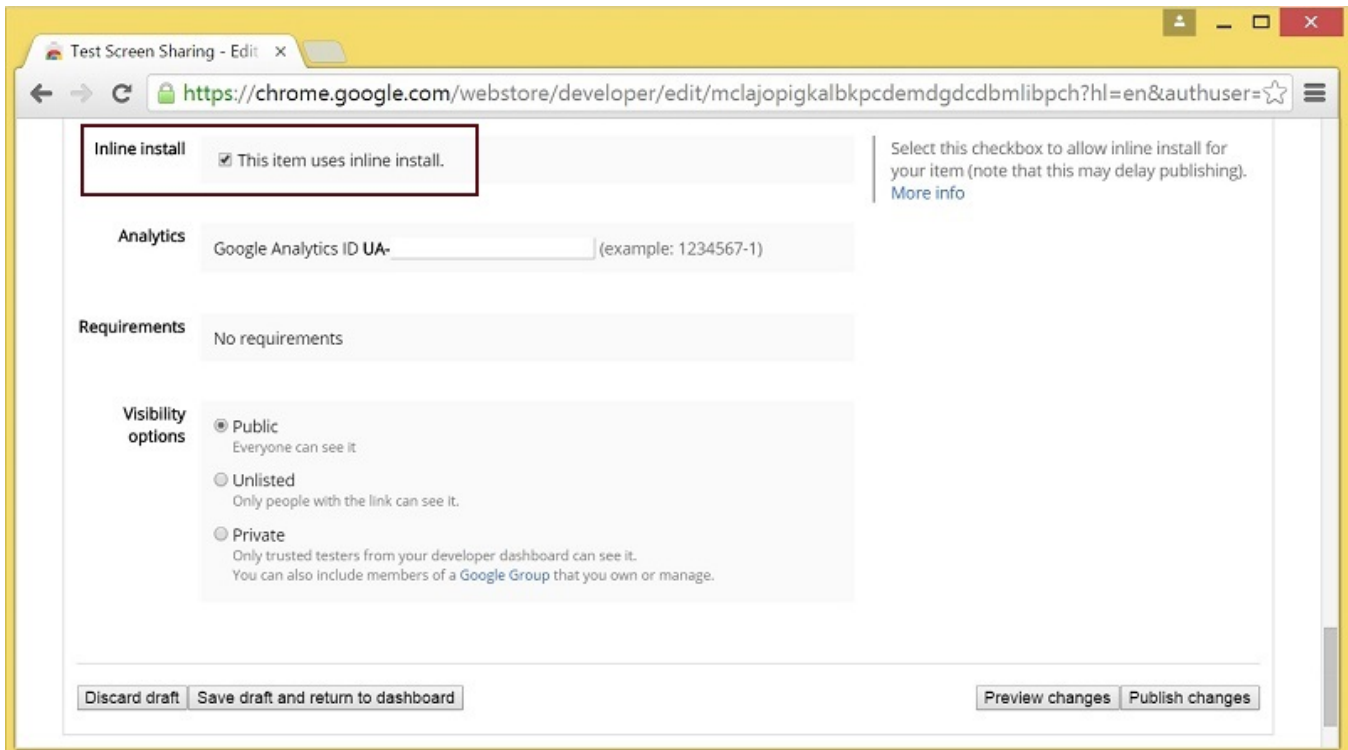 Test Screen Sharing - Edit
https://chrome.google.com/webstore/developer/edit/mclajopigkalbkpcdemdgdcdbmlibpch?hl=en&authuser=
Inline install
This item uses inline install.
Select this checkbox to allow inline install for
your item (note that this may delay publishing).
More info
Analytics
Google Analytics ID UA- (example: 1234567-1)
Requirements
No requirements
Visibility
options
Public
Everyone can see it
Unlisted
Only people with the link can see it.
Private
Only trusted testers from your developer dashboard can see it.
You can also include members of a Google Group that you own or manage.
Discard draft Save draft and return to dashboard Preview changes Publish changes